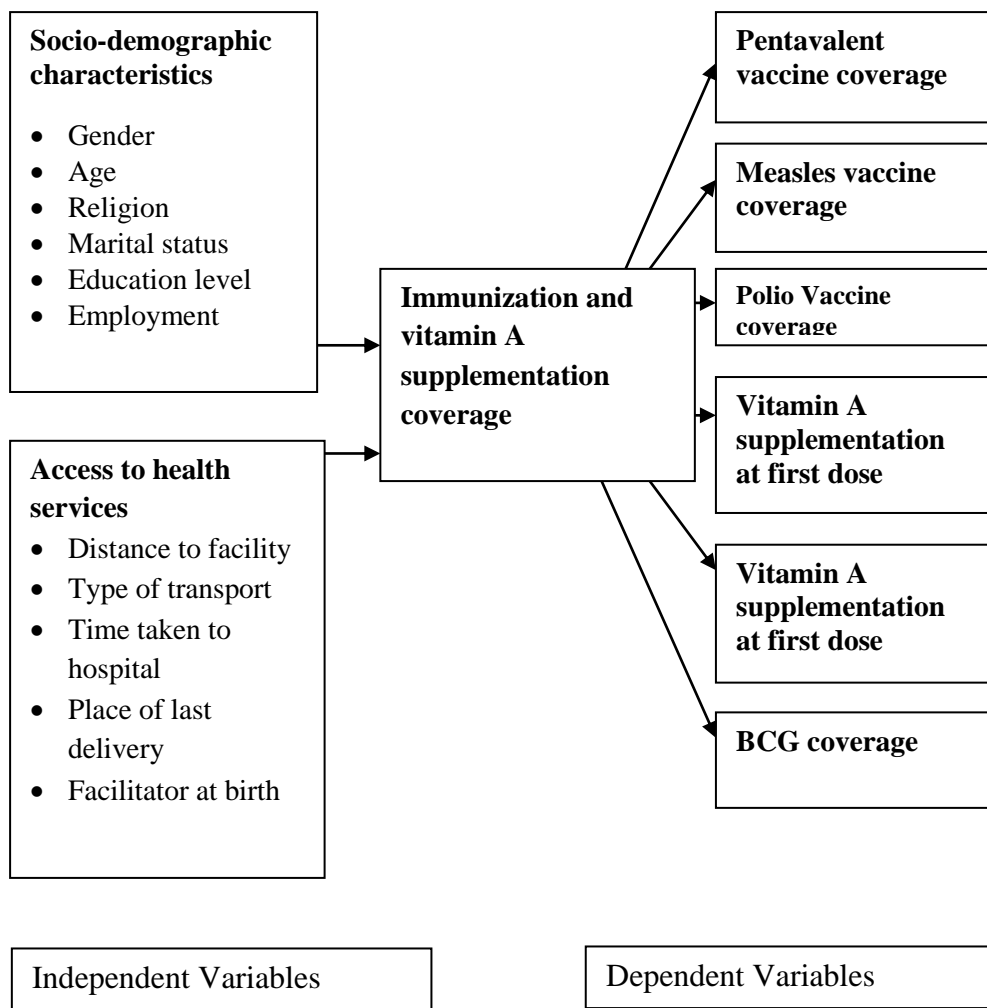 Socio-demographic
characteristics
• Gender
• Age
• Religion
• Marital status
• Education level
• Employment
Access to health
services
• Distance to facility
• Type of transport
• Time taken to
hospital
• Place of last
delivery
• Facilitator at birth
Immunization and
vitamin A
supplementation
coverage
Pentavalent
vaccine coverage
Measles vaccine
coverage
Polio Vaccine
coverage
Vitamin A
supplementation
at first dose
Vitamin A
supplementation
at first dose
BCG coverage
Independent Variables
Dependent Variables